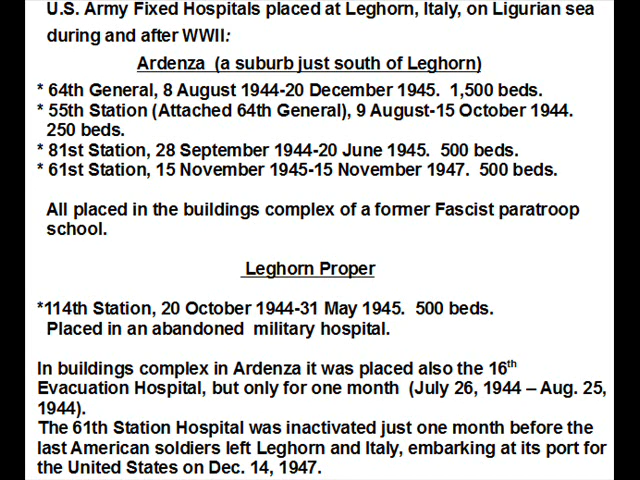 U.S. Army Fixed Hospitals placed at Leghorn, Italy, on Ligurian sea
during and after WWII:
Ardenza (a suburb just south of Leghorn)
* 64th General, 8 August 1944-20 December 1945. 1,500 beds.
* 55th Station (Attached 64th General), 9 August-15 October 1944.
250 beds.
* 81st Station, 28 September 1944-20 June 1945. 500 beds.
* 61st Station, 15 November 1945-15 November 1947. 500 beds.
All placed in the buildings complex of a former Fascist paratroop
school.
Leghorn Proper
*114th Station, 20 October 1944-31 May 1945. 500 beds.
Placed in an abandoned military hospital.
In buildings complex in Ardenza it was placed also the 16th
Evacuation Hospital, but only for one month (July 26, 1944 – Aug. 25,
1944).
The 61th Station Hospital was inactivated just one month before the
last American soldiers left Leghorn and Italy, embarking at its port for
the United States on Dec. 14, 1947.